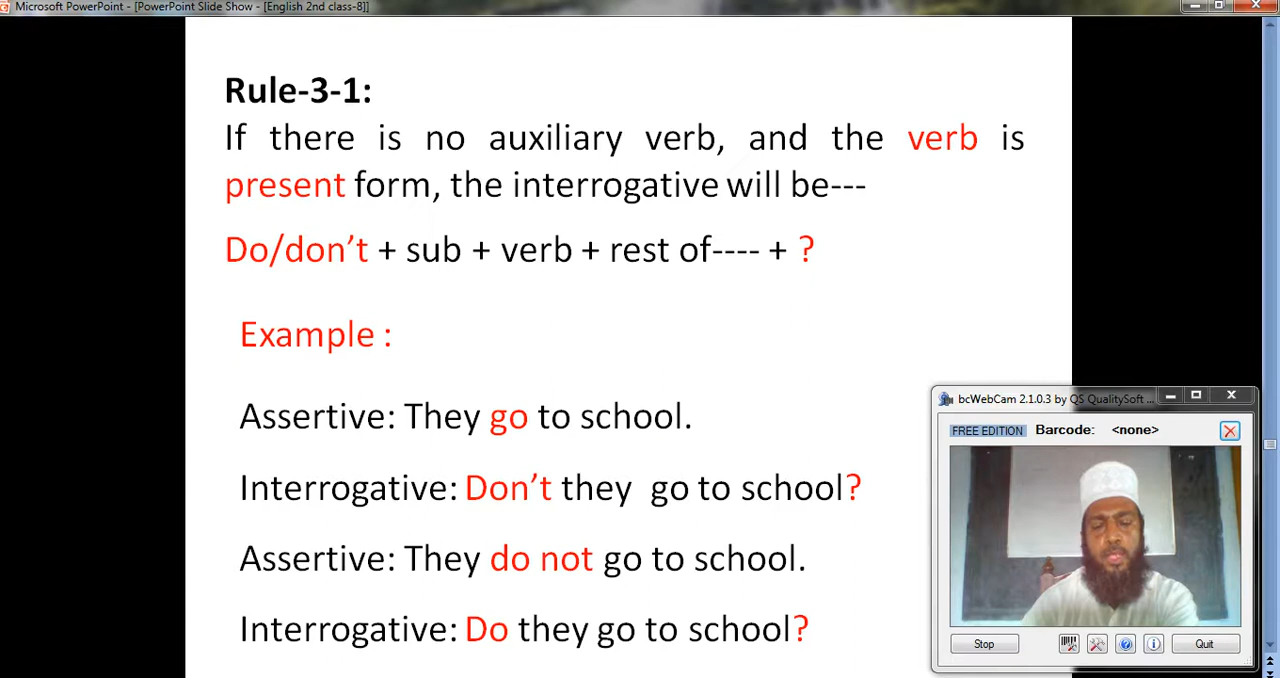 Microsoft PowerPoint - [PowerPoint Slide Show - [English 2nd class-8]]
Rule-3-1:
If there is no auxiliary verb, and the verb is
present form, the interrogative will be---
Do/don’t + sub + verb + rest of---- + ?
Example :
Assertive: They go to school.
Interrogative: Don’t they go to school?
Assertive: They do not go to school.
Interrogative: Do they go to school?
bcWebCam 2.1.0.3 by QS QualitySoft ...
FREE EDITION Barcode: <none>
Stop Quit